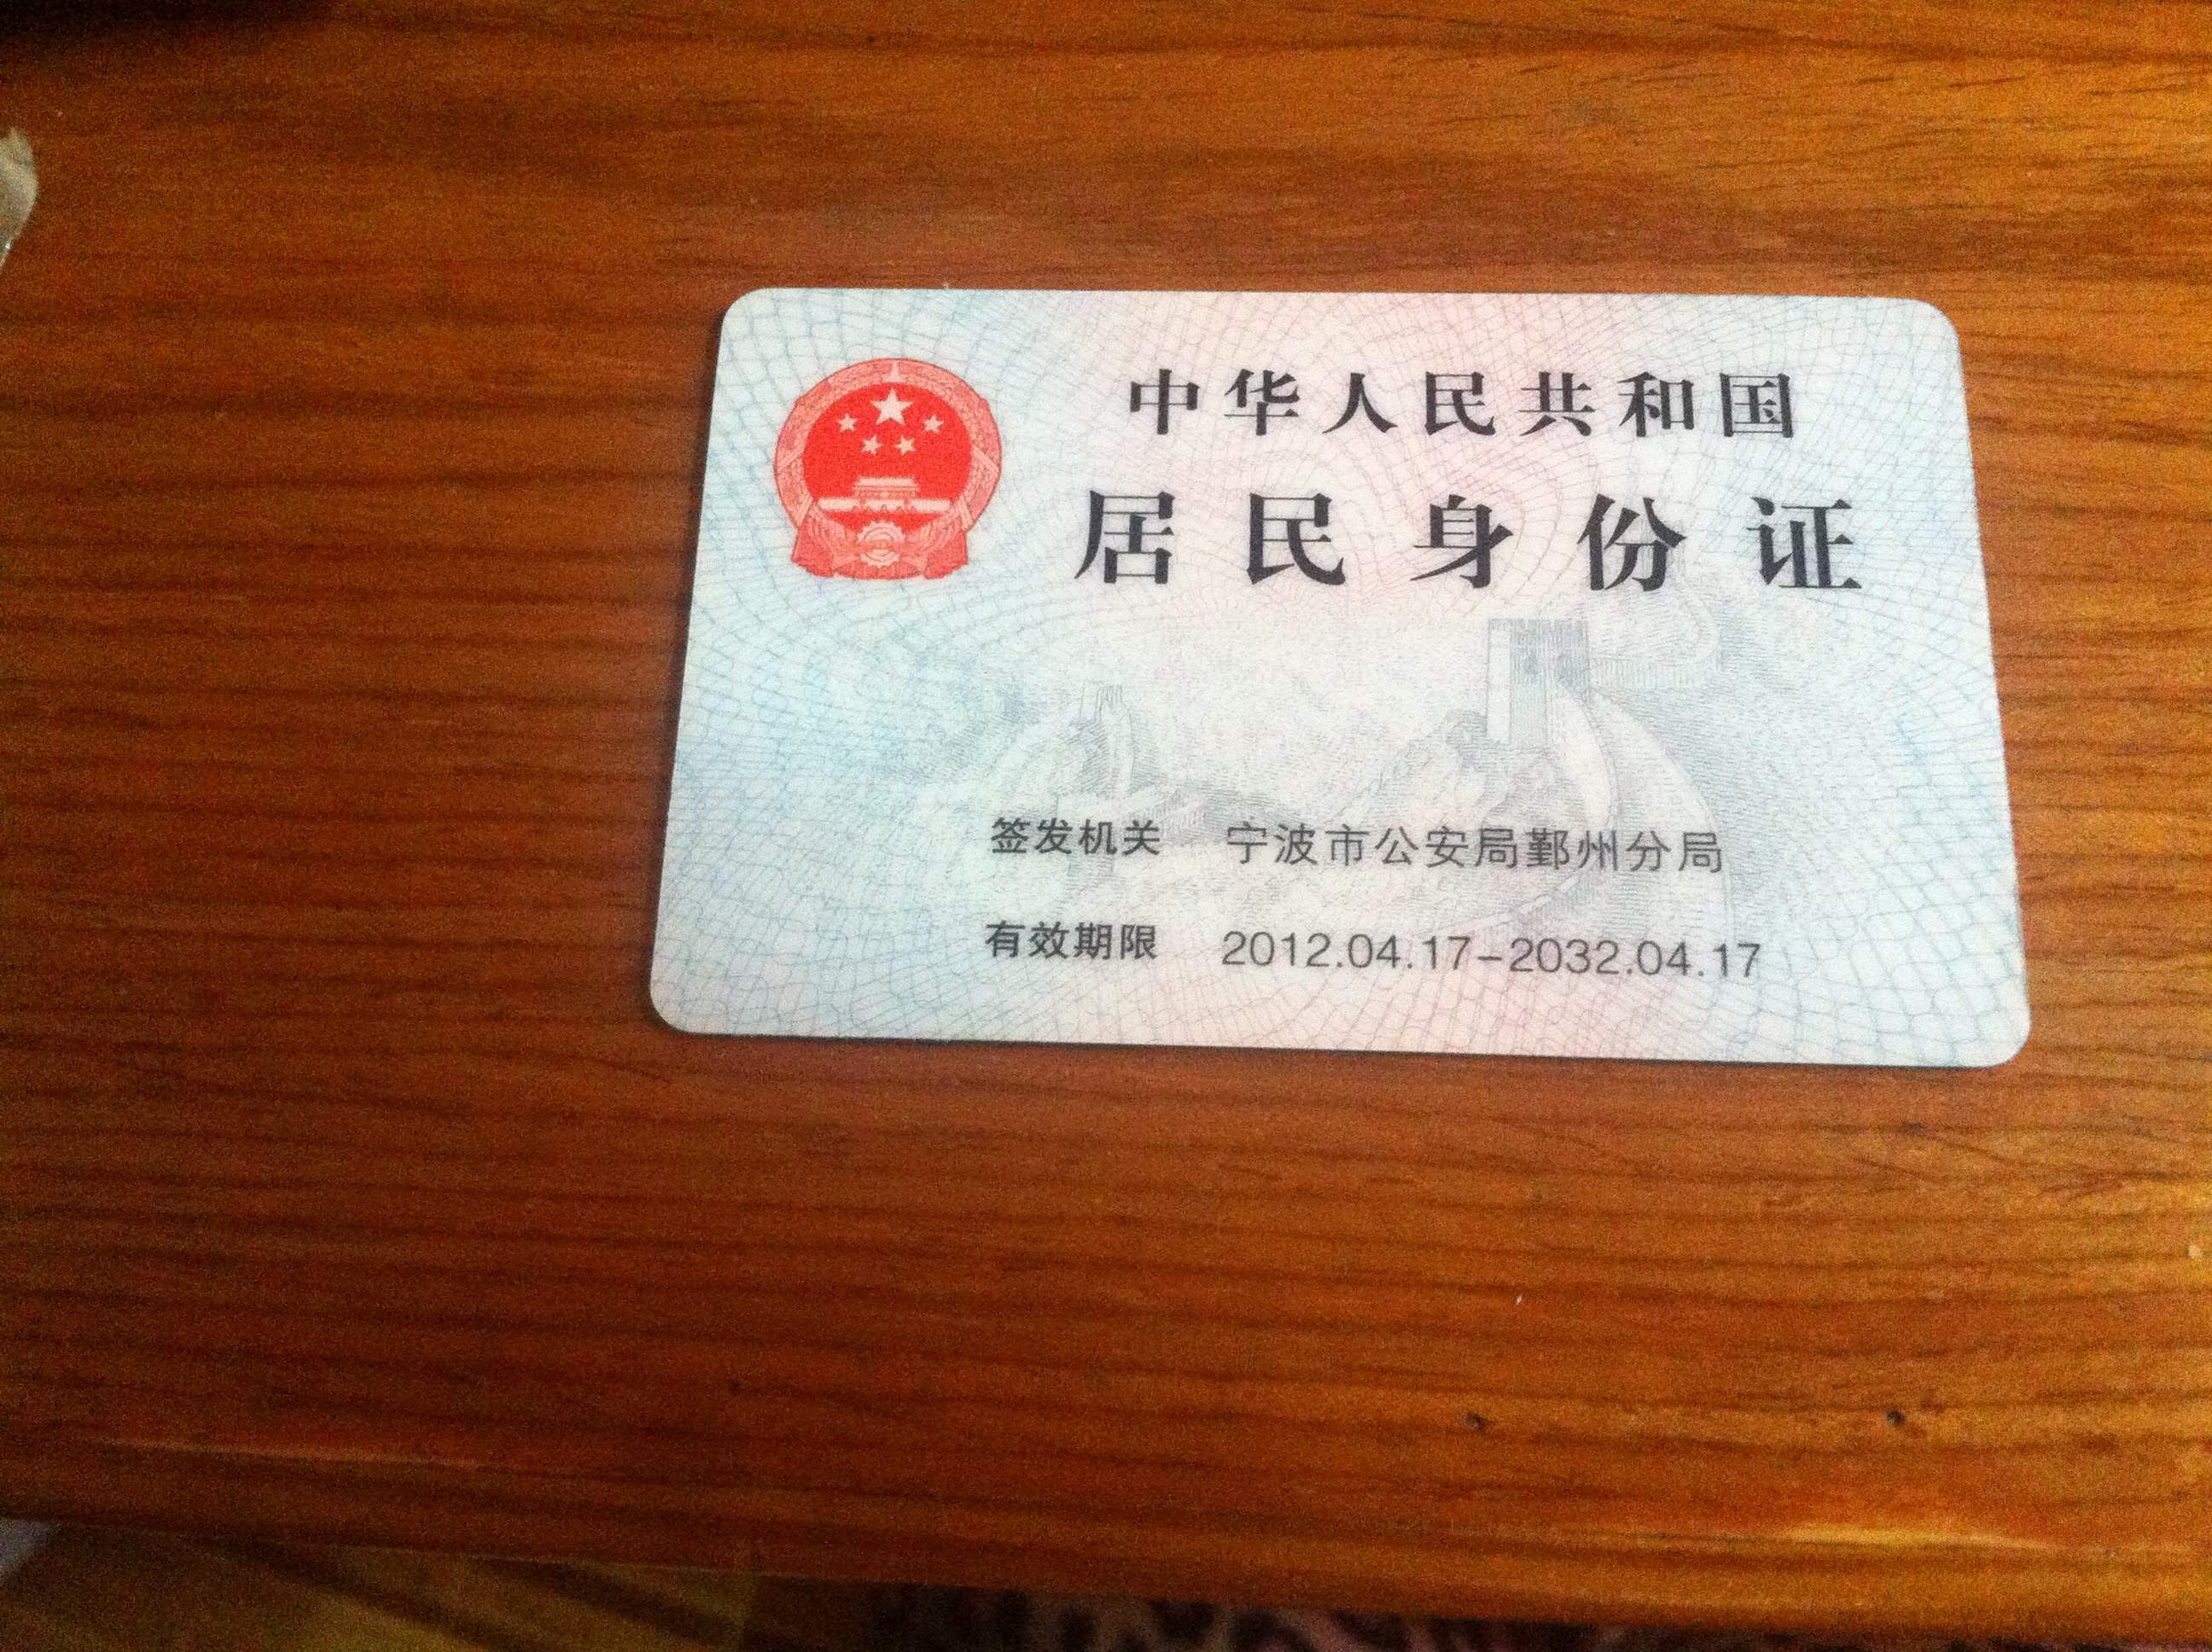 中华人民共和国
居民身份证
签发机关 宁波市公安局鄞州分局
有效期限 2012.04.17-2032.04.17